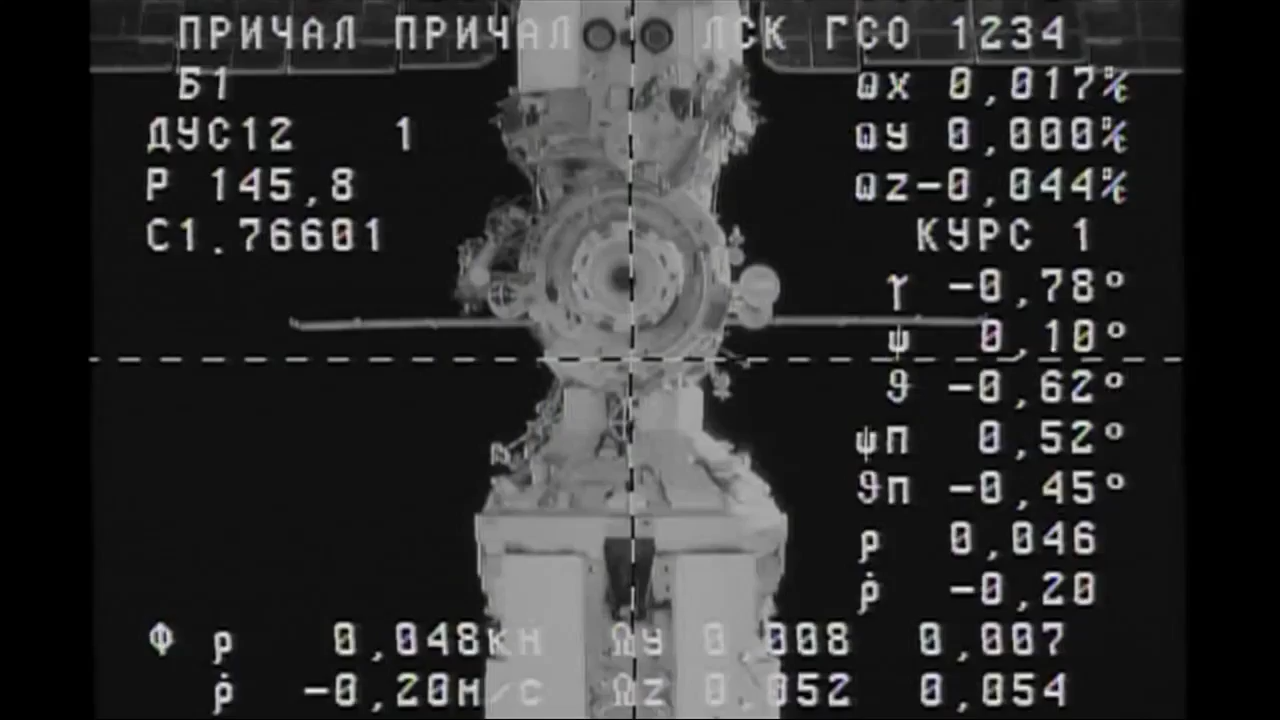 ПРИЧАЛ ПРИЧАЛ ЛСК ГСО 1234
Б1 ΩX 0,017°/с
ДУС12 1 ΩУ 0,000°/с
Р 145,8 ΩZ-0,044°/с
С1.76601 КУРС 1
γ -0,78°
ψ 0,10°
ϑ -0,62°
ψП 0,52°
ϑП -0,45°
ρ 0,046
ρ̇ -0,20
Ф ρ 0,048км ΩУ 0,008 0,007
ρ̇ -0,20м/с ΩZ 0,052 0,054